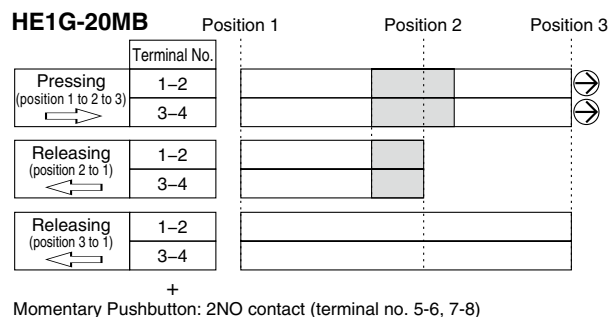 HE1G-20MB
Position 1 Position 2 Position 3
Terminal No.
Pressing
(position 1 to 2 to 3)
1–2
3–4
Releasing
(position 2 to 1)
1–2
3–4
Releasing
(position 3 to 1)
1–2
3–4
+
Momentary Pushbutton: 2NO contact (terminal no. 5-6, 7-8)